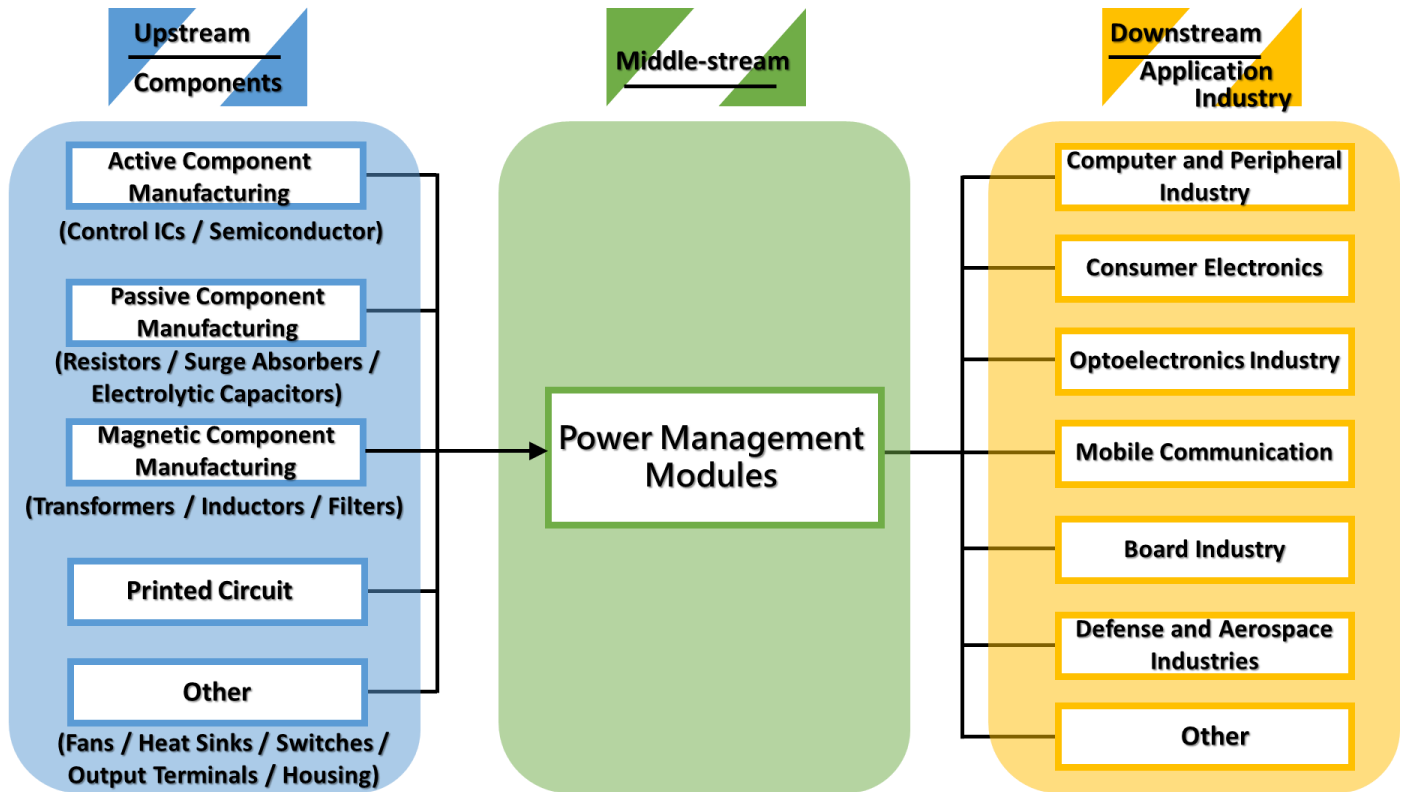 Upstream
Components
Middle-stream
Downstream
Application
Industry
Active Component
Manufacturing
(Control ICs / Semiconductor)
Passive Component
Manufacturing
(Resistors / Surge Absorbers /
Electrolytic Capacitors)
Magnetic Component
Manufacturing
(Transformers / Inductors / Filters)
Printed Circuit
Other
(Fans / Heat Sinks / Switches /
Output Terminals / Housing)
Power Management
Modules
Computer and Peripheral
Industry
Consumer Electronics
Optoelectronics Industry
Mobile Communication
Board Industry
Defense and Aerospace
Industries
Other